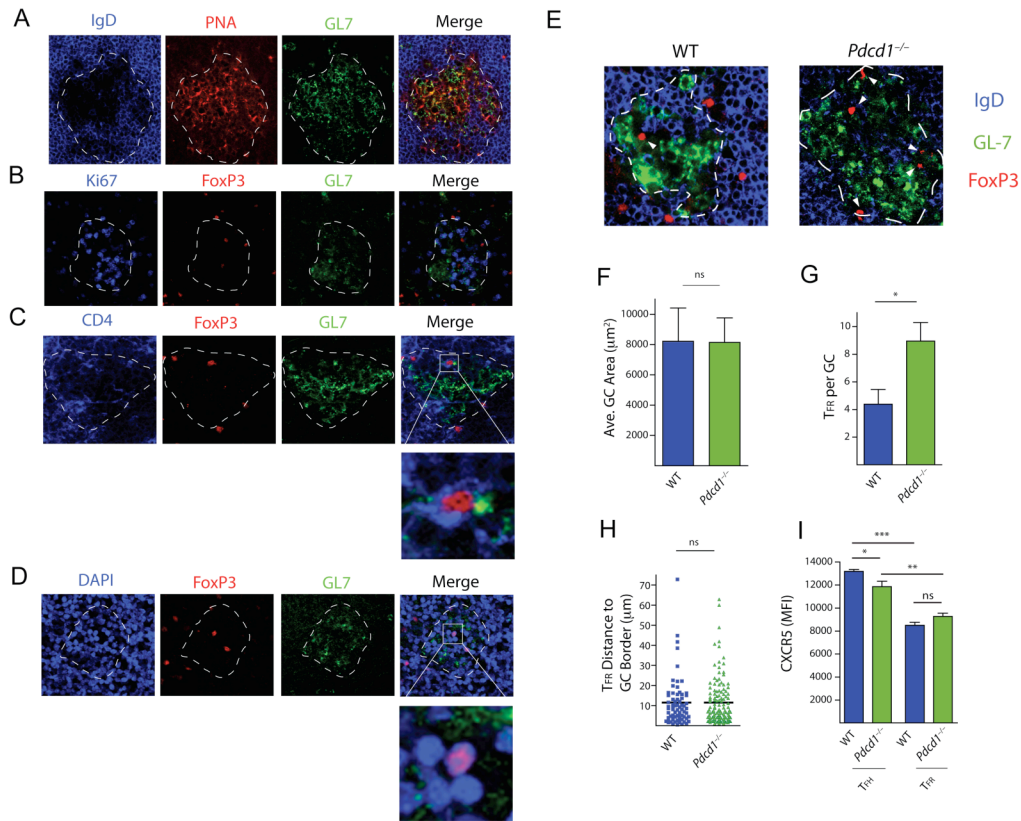 A
IgD
PNA
GL7
Merge
B
Ki67
FoxP3
GL7
Merge
C
CD4
FoxP3
GL7
Merge
D
DAPI
FoxP3
GL7
Merge
E
WT
Pdcd1–/–
IgD
GL-7
FoxP3
F
ns
Ave. GC Area (µm²)
10000
8000
6000
4000
2000
WT
Pdcd1–/–
G
*
TFR per GC
10
8
6
4
2
WT
Pdcd1–/–
H
ns
TFR Distance to
GC Border (µm)
80
70
60
50
40
30
20
10
WT
Pdcd1–/–
I
***
*
**
ns
CXCR5 (MFI)
14000
12000
10000
8000
6000
4000
2000
WT
Pdcd1–/–
WT
Pdcd1–/–
TFH
TFR